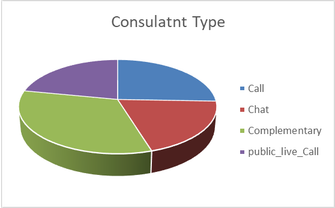 Consulatnt Type
Call
Chat
Complementary
public_live_Call